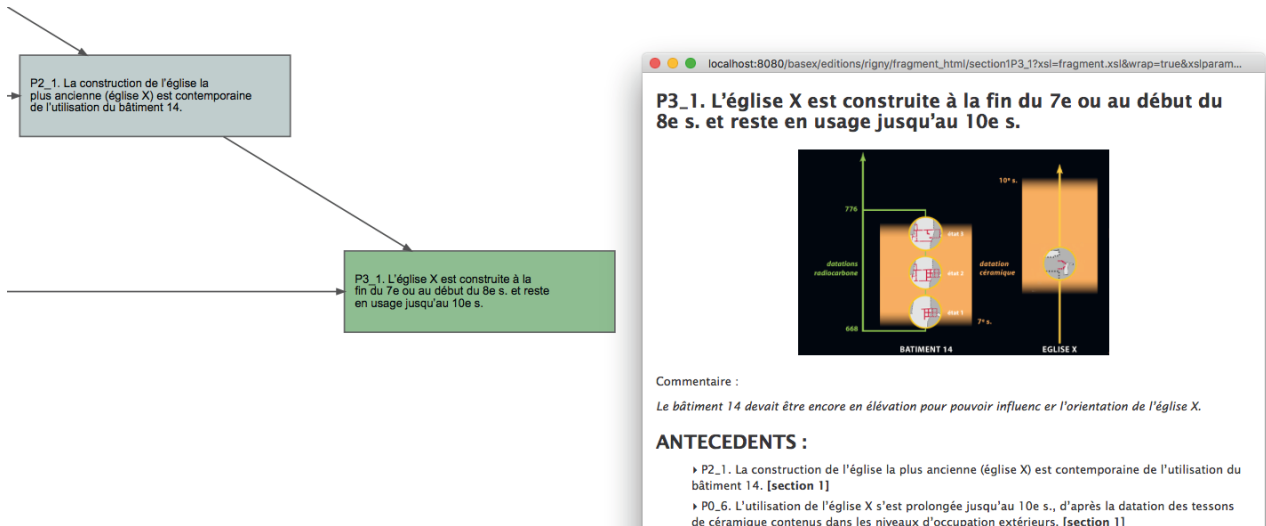 P2_1. La construction de l'église la
plus ancienne (église X) est contemporaine
de l'utilisation du bâtiment 14.
P3_1. L'église X est construite à la
fin du 7e ou au début du 8e s. et reste
en usage jusqu'au 10e s.
localhost:8080/basex/editions/rigny/fragment_html/section1P3_1?xsl=fragment.xsl&wrap=true&xslparam...
P3_1. L’église X est construite à la fin du 7e ou au début du
8e s. et reste en usage jusqu’au 10e s.
10e s.
776
état 3
datations
radiocarbone
état 2
datation
céramique
état 1
7e s.
668
BATIMENT 14
EGLISE X
Commentaire :
Le bâtiment 14 devait être encore en élévation pour pouvoir influenc er l’orientation de l’église X.
ANTECEDENTS :
P2_1. La construction de l’église la plus ancienne (église X) est contemporaine de l’utilisation du
bâtiment 14. [section 1]
P0_6. L’utilisation de l’église X s’est prolongée jusqu’au 10e s., d’après la datation des tessons
de céramique contenus dans les niveaux d’occupation extérieurs. [section 1]